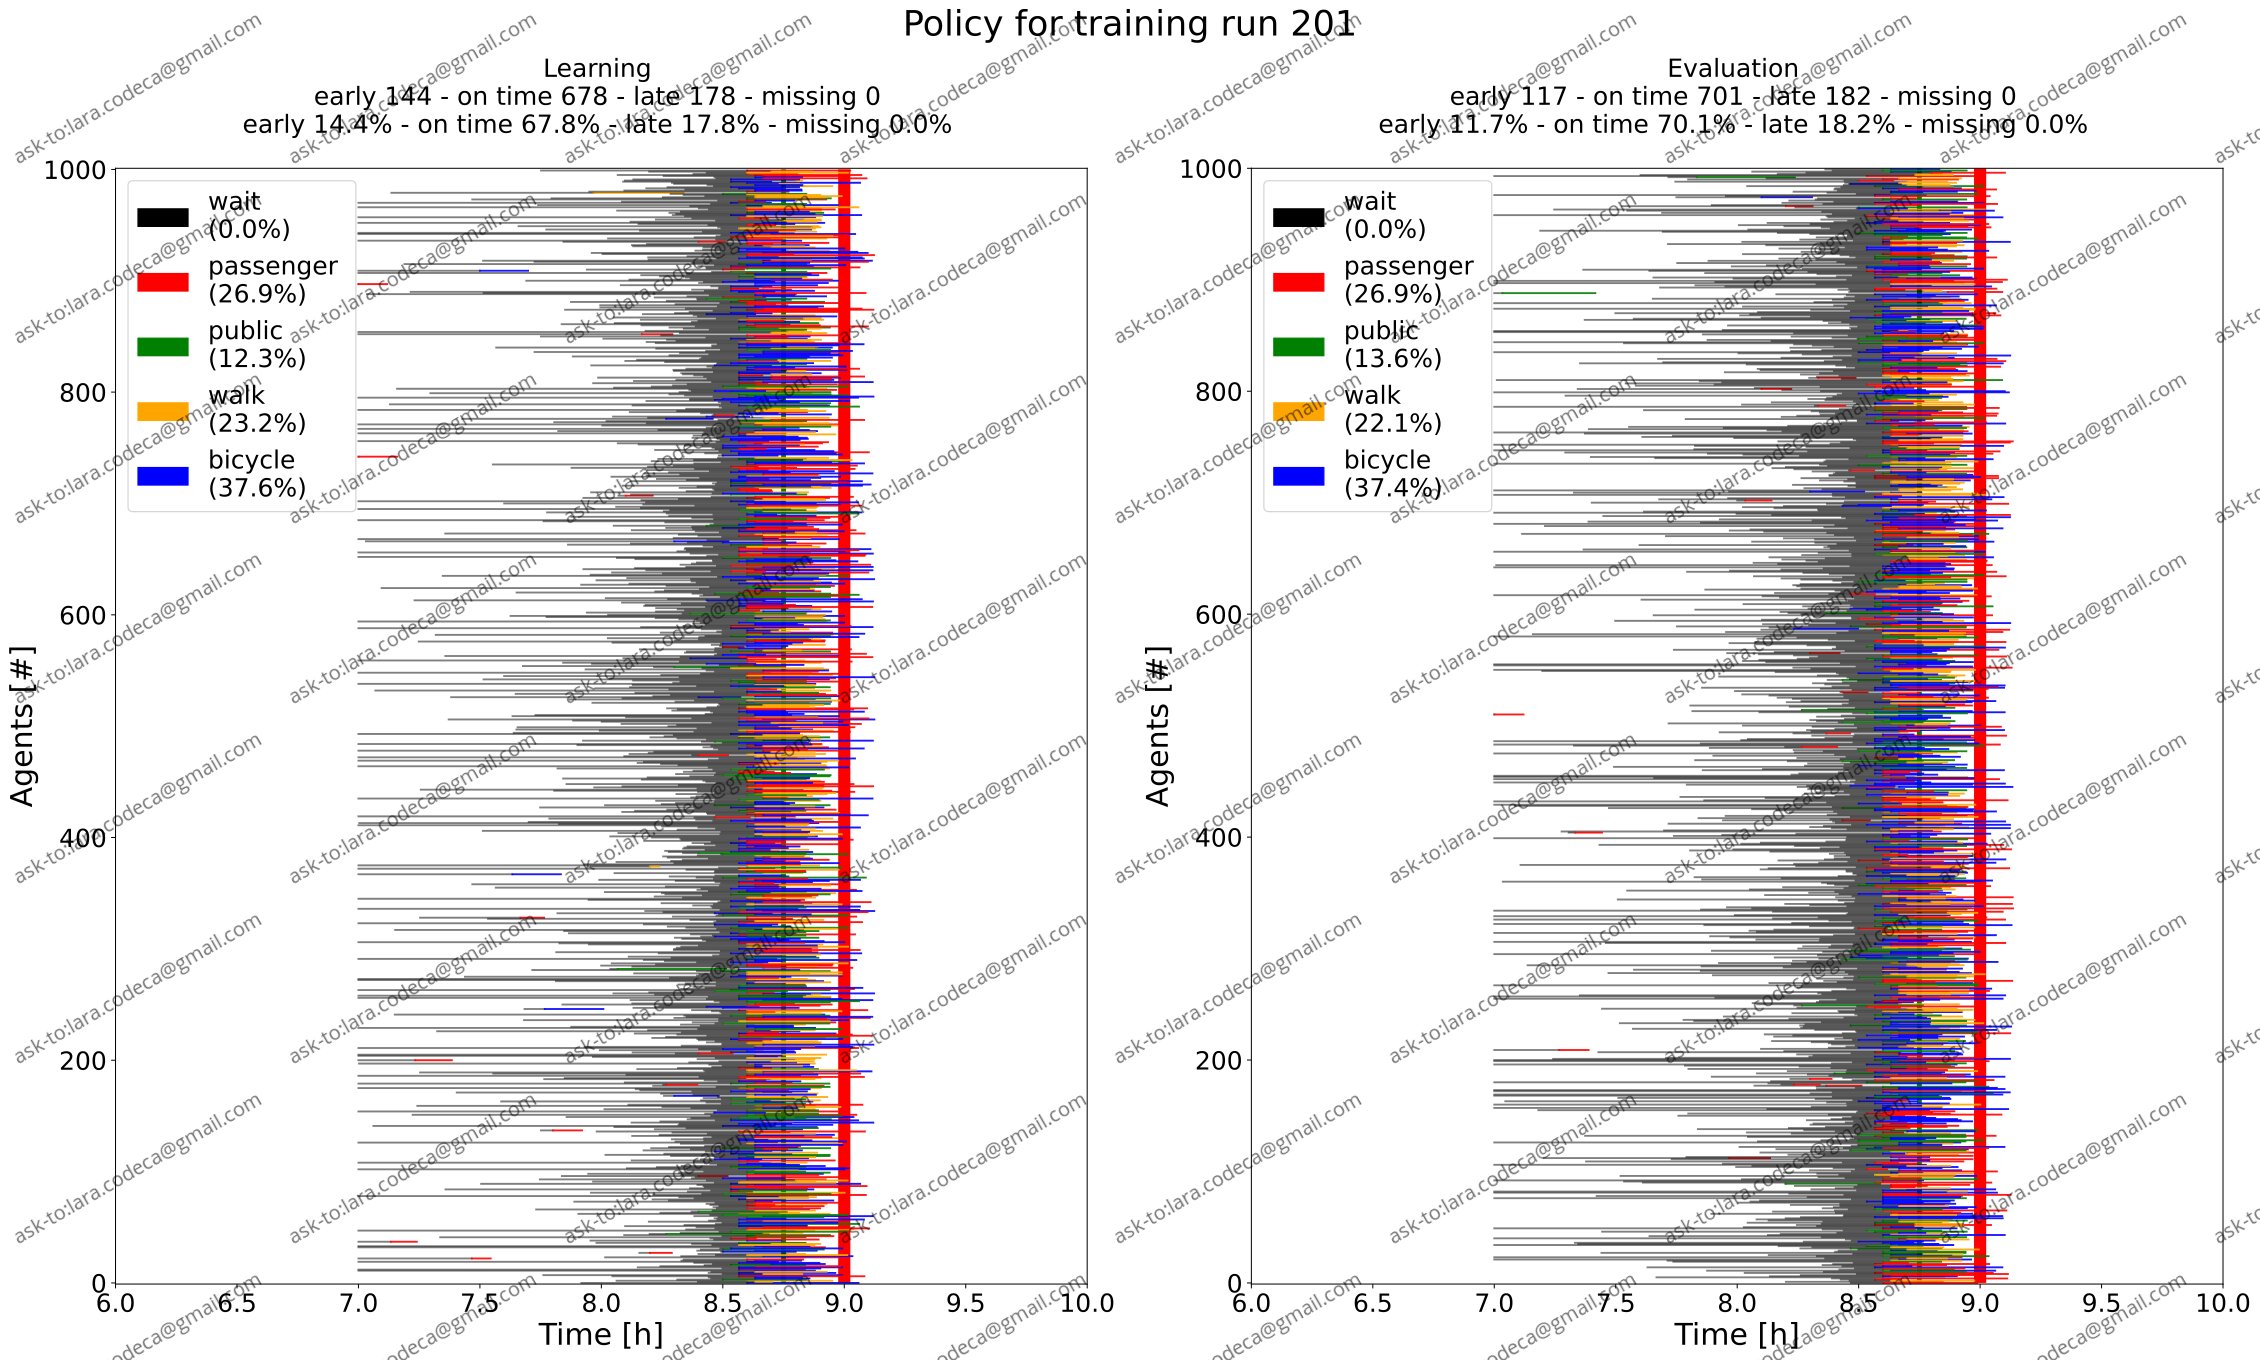 Policy for training run 201
Learning
early 144 - on time 678 - late 178 - missing 0
early 14.4% - on time 67.8% - late 17.8% - missing 0.0%
1000
800
600
400
200
0
Agents [#]
wait
(0.0%)
passenger
(26.9%)
public
(12.3%)
walk
(23.2%)
bicycle
(37.6%)
6.0 6.5 7.0 7.5 8.0 8.5 9.0 9.5 10.0
Time [h]
Evaluation
early 117 - on time 701 - late 182 - missing 0
early 11.7% - on time 70.1% - late 18.2% - missing 0.0%
1000
800
600
400
200
0
Agents [#]
wait
(0.0%)
passenger
(26.9%)
public
(13.6%)
walk
(22.1%)
bicycle
(37.4%)
6.0 6.5 7.0 7.5 8.0 8.5 9.0 9.5 10.0
Time [h]
ask-to:lara.codeca@gmail.com